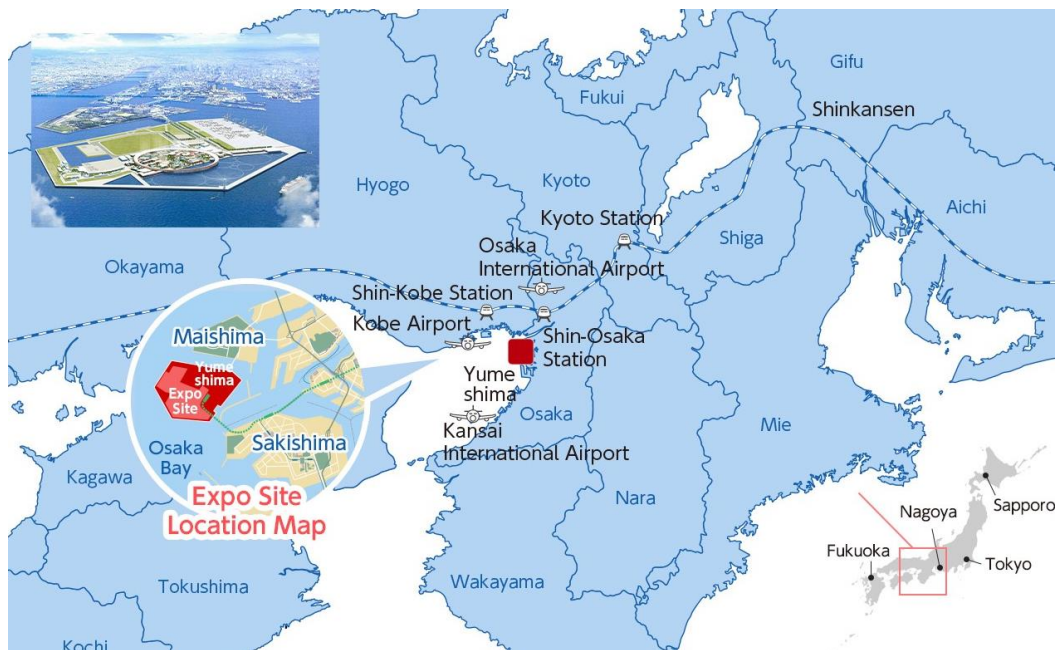 Gifu
Fukui
Shinkansen
Hyogo
Kyoto
Aichi
Kyoto Station
Shiga
Osaka
International Airport
Okayama
Shin-Kobe Station
Kobe Airport
Shin-Osaka
Station
Maishima
Yume
shima
Expo
Site
Yume
shima
Osaka
Kansai
International Airport
Mie
Sakishima
Osaka
Bay
Kagawa
Expo Site
Location Map
Nara
Sapporo
Nagoya
Fukuoka
Tokyo
Tokushima
Wakayama
Kochi